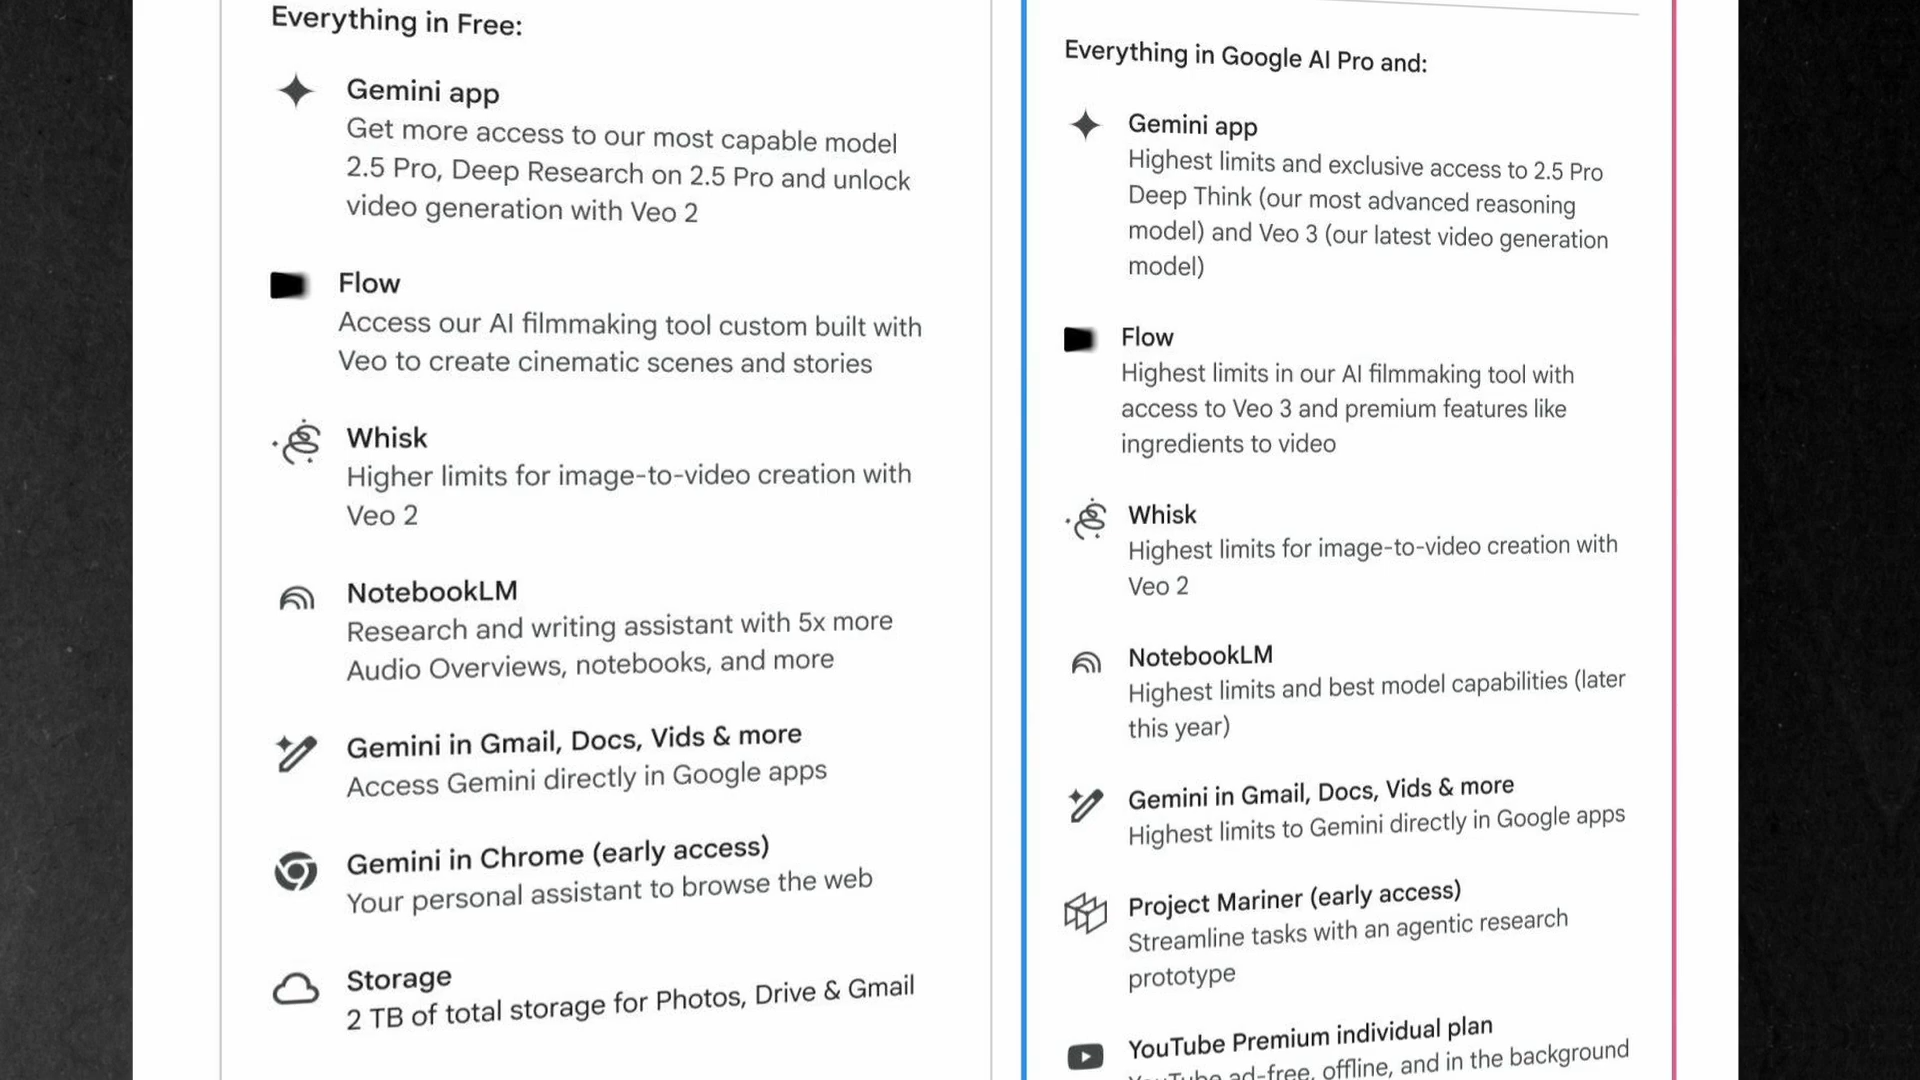 Everything in Free:
Gemini app
Get more access to our most capable model
2.5 Pro, Deep Research on 2.5 Pro and unlock
video generation with Veo 2
Flow
Access our AI filmmaking tool custom built with
Veo to create cinematic scenes and stories
Whisk
Higher limits for image-to-video creation with
Veo 2
NotebookLM
Research and writing assistant with 5x more
Audio Overviews, notebooks, and more
Gemini in Gmail, Docs, Vids & more
Access Gemini directly in Google apps
Gemini in Chrome (early access)
Your personal assistant to browse the web
Storage
2 TB of total storage for Photos, Drive & Gmail
Everything in Google AI Pro and:
Gemini app
Highest limits and exclusive access to 2.5 Pro
Deep Think (our most advanced reasoning
model) and Veo 3 (our latest video generation
model)
Flow
Highest limits in our AI filmmaking tool with
access to Veo 3 and premium features like
ingredients to video
Whisk
Highest limits for image-to-video creation with
Veo 2
NotebookLM
Highest limits and best model capabilities (later
this year)
Gemini in Gmail, Docs, Vids & more
Highest limits to Gemini directly in Google apps
Project Mariner (early access)
Streamline tasks with an agentic research
prototype
YouTube Premium individual plan
YouTube ad-free, offline, and in the background